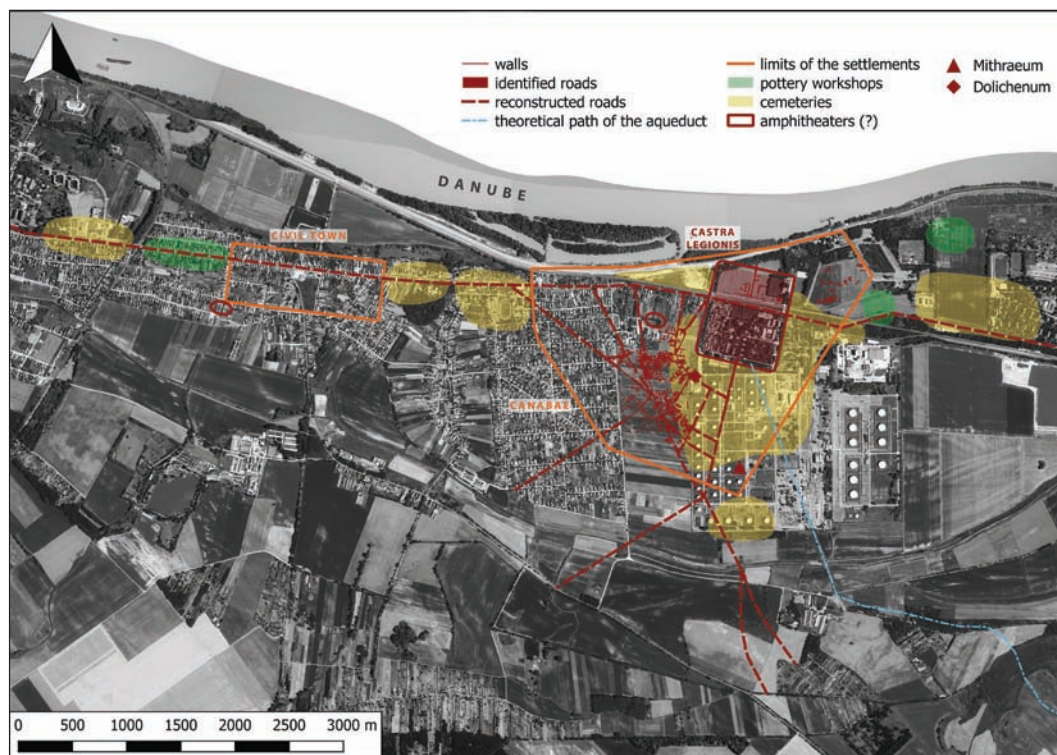 walls
identified roads
reconstructed roads
theoretical path of the aqueduct
limits of the settlements
pottery workshops
cemeteries
amphitheaters (?)
Mithraeum
Dolichenum
DANUBE
CIVIL TOWN
CASTRA
LEGIONIS
CANABAE
0 500 1000 1500 2000 2500 3000 m